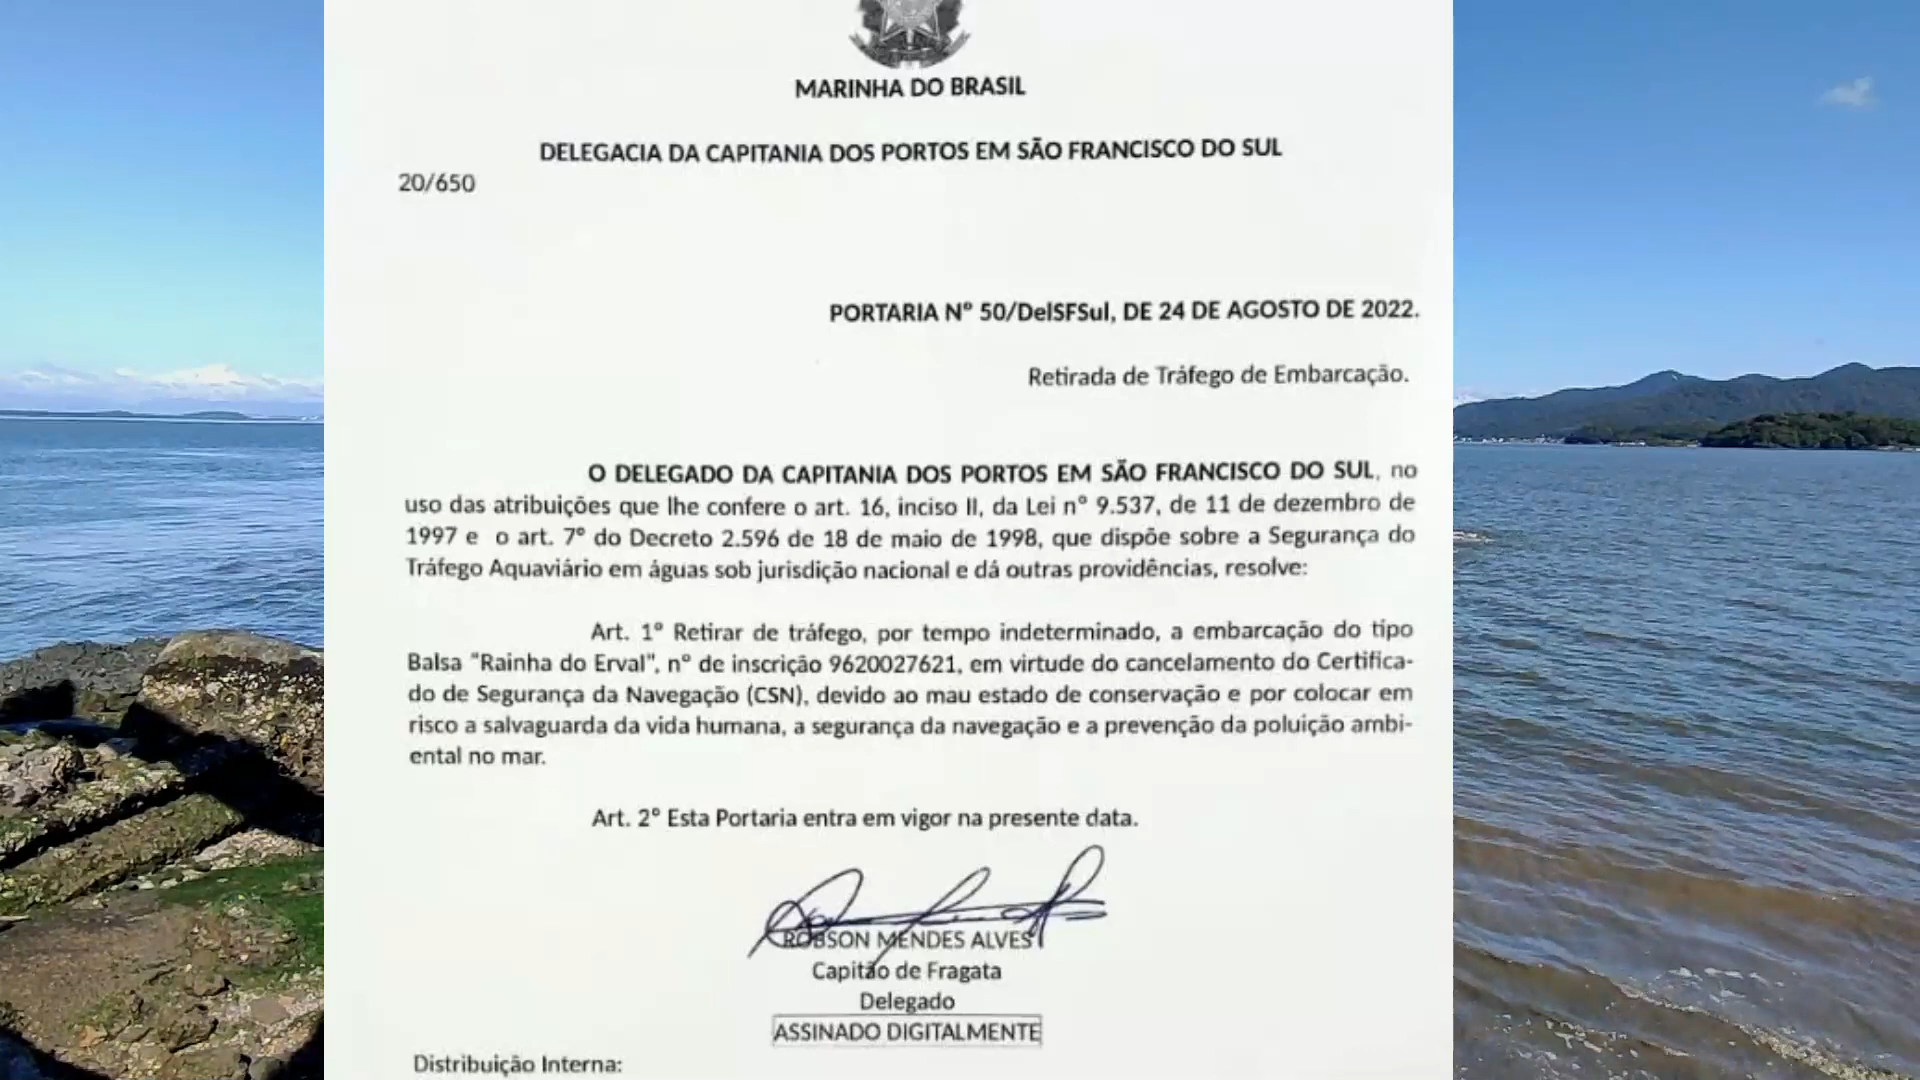 MARINHA DO BRASIL
DELEGACIA DA CAPITANIA DOS PORTOS EM SÃO FRANCISCO DO SUL
20/650
PORTARIA Nº 50/DelSFSul, DE 24 DE AGOSTO DE 2022.
Retirada de Tráfego de Embarcação.
O DELEGADO DA CAPITANIA DOS PORTOS EM SÃO FRANCISCO DO SUL, no
uso das atribuições que lhe confere o art. 16, inciso II, da Lei nº 9.537, de 11 de dezembro de
1997 e o art. 7º do Decreto 2.596 de 18 de maio de 1998, que dispõe sobre a Segurança do
Tráfego Aquaviário em águas sob jurisdição nacional e dá outras providências, resolve:
Art. 1º Retirar de tráfego, por tempo indeterminado, a embarcação do tipo
Balsa "Rainha do Erval", nº de inscrição 9620027621, em virtude do cancelamento do Certifica-
do de Segurança da Navegação (CSN), devido ao mau estado de conservação e por colocar em
risco a salvaguarda da vida humana, a segurança da navegação e a prevenção da poluição ambi-
ental no mar.
Art. 2º Esta Portaria entra em vigor na presente data.
ROBSON MENDES ALVES
Capitão de Fragata
Delegado
ASSINADO DIGITALMENTE
Distribuição Interna: